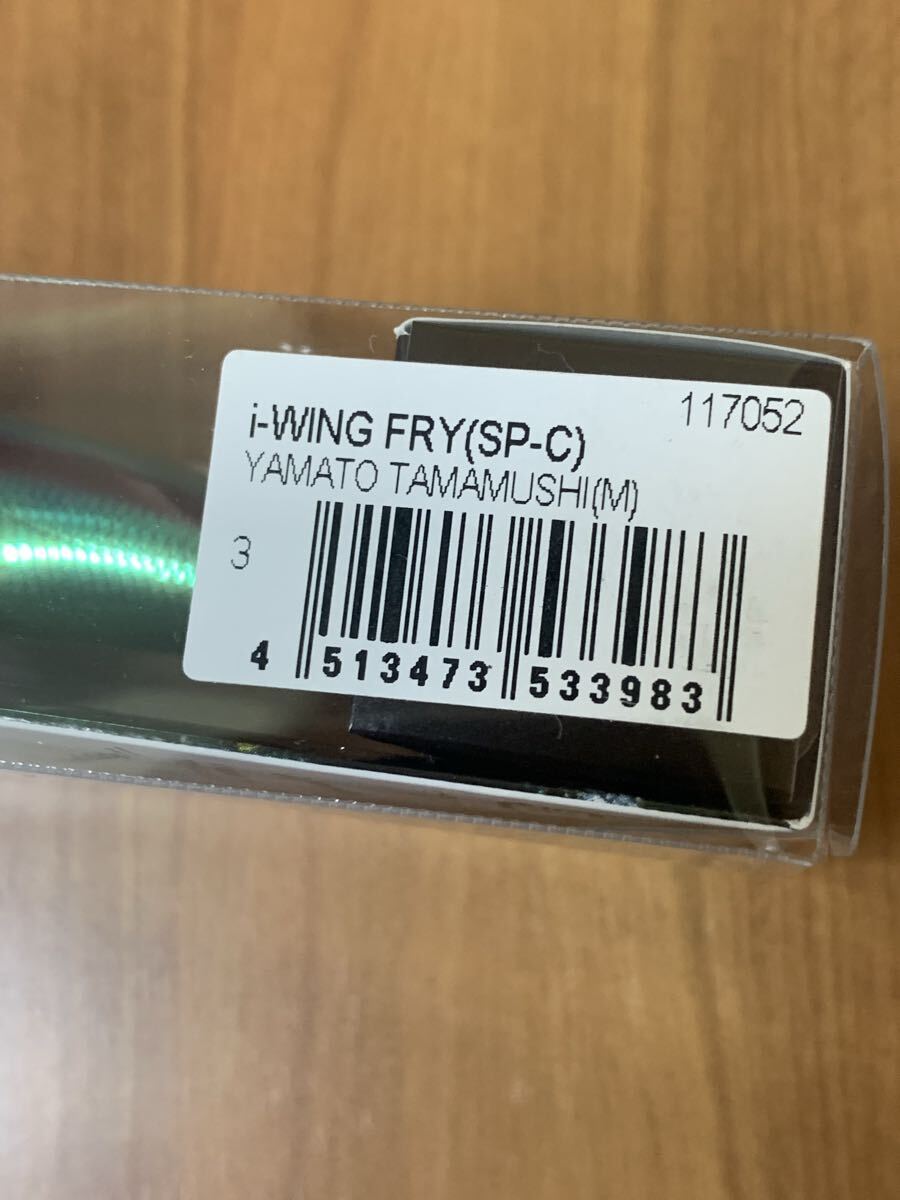 117052
i-WING FRY(SP-C)
YAMATO TAMAMUSHI(M)
3
4 513473 533983